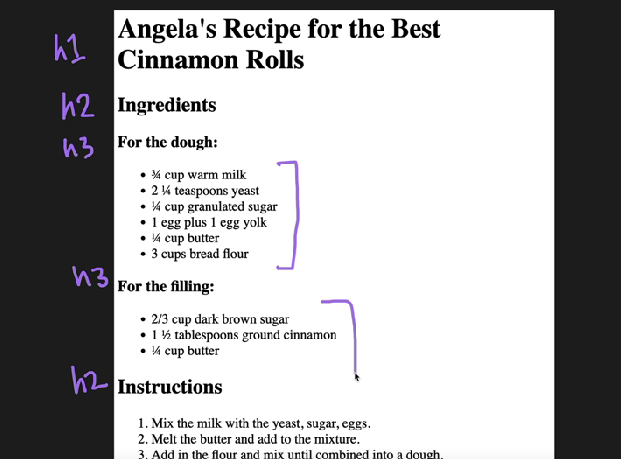 h1
Angela's Recipe for the Best
Cinnamon Rolls
h2 Ingredients
h3 For the dough:
• ¾ cup warm milk
• 2 ¼ teaspoons yeast
• ¼ cup granulated sugar
• 1 egg plus 1 egg yolk
• ¼ cup butter
• 3 cups bread flour
h3 For the filling:
• 2/3 cup dark brown sugar
• 1 ½ tablespoons ground cinnamon
• ¼ cup butter
h2 Instructions
1. Mix the milk with the yeast, sugar, eggs.
2. Melt the butter and add to the mixture.
3. Add in the flour and mix until combined into a dough.